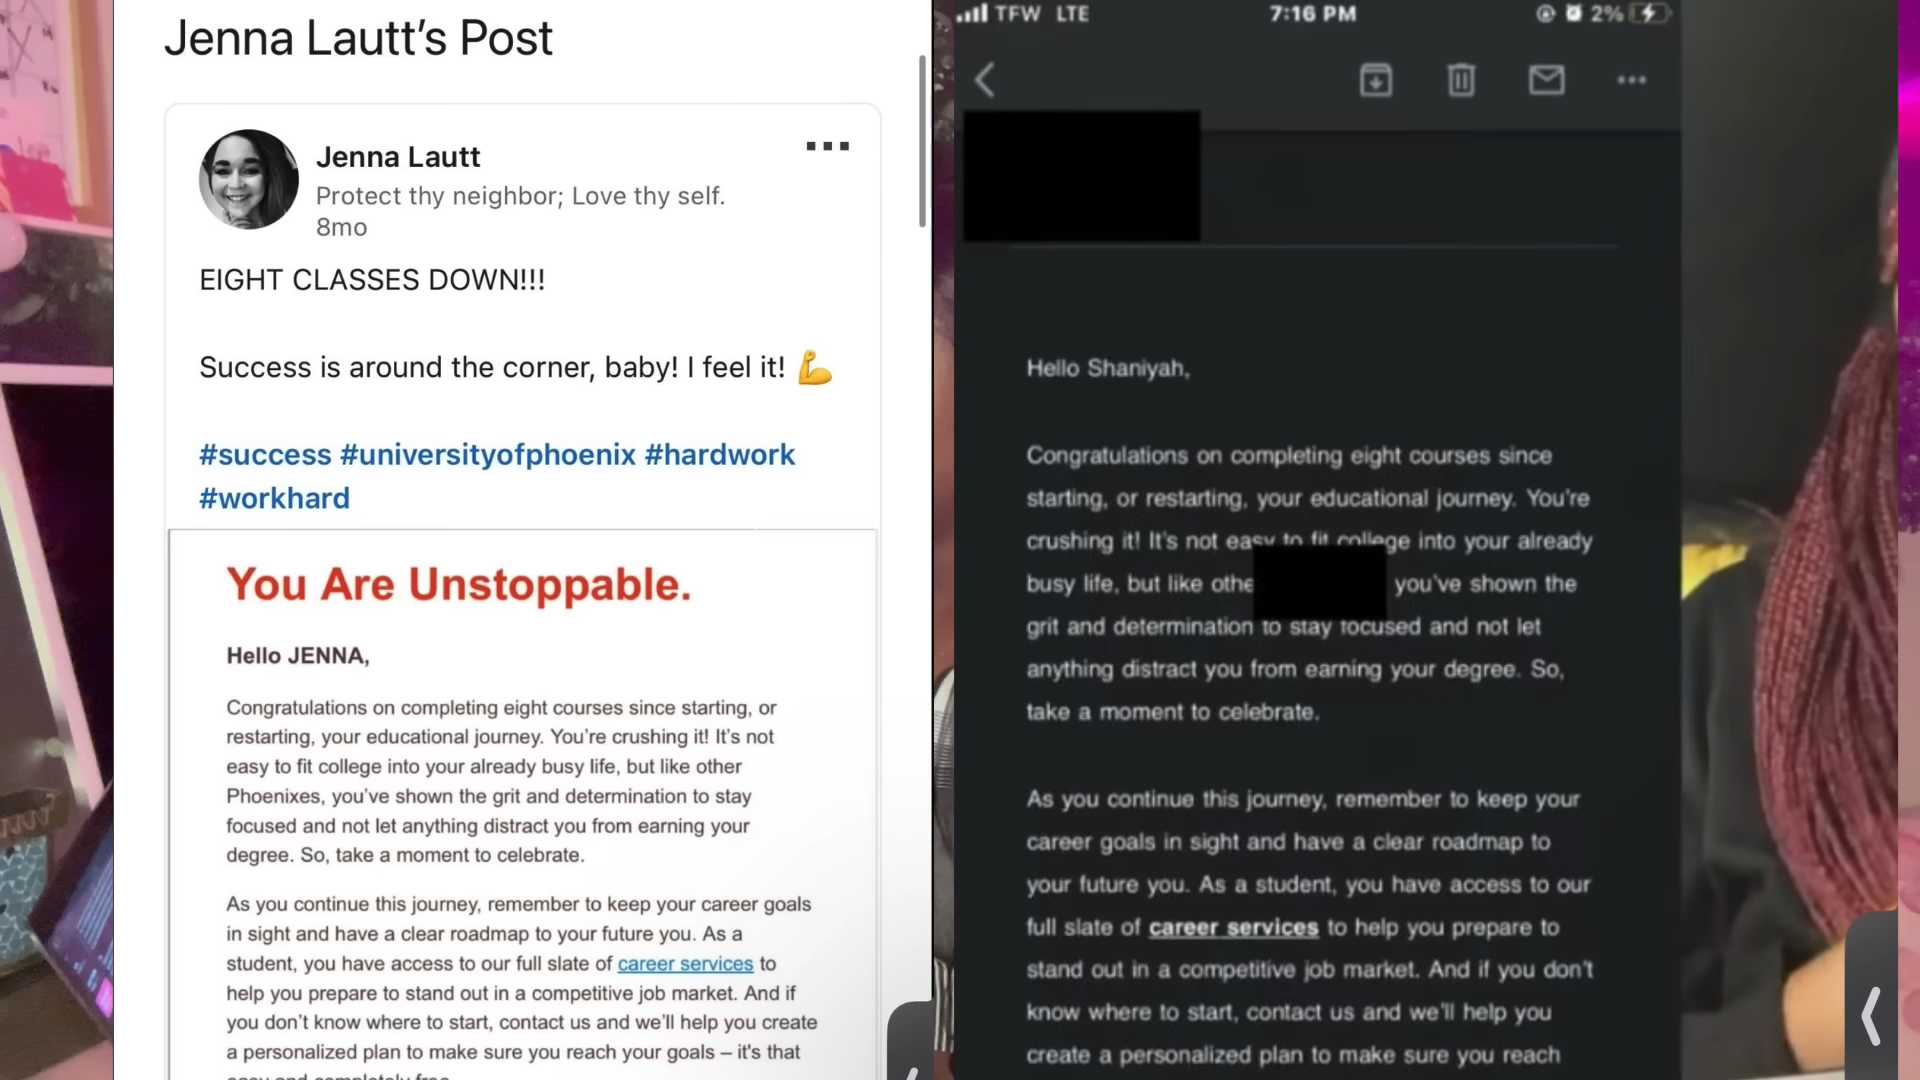 Jenna Lautt’s Post
Jenna Lautt
Protect thy neighbor; Love thy self.
8mo
EIGHT CLASSES DOWN!!!
Success is around the corner, baby! I feel it! 💪
#success #universityofphoenix #hardwork
#workhard
You Are Unstoppable.
Hello JENNA,
Congratulations on completing eight courses since starting, or
restarting, your educational journey. You’re crushing it! It’s not
easy to fit college into your already busy life, but like other
Phoenixes, you’ve shown the grit and determination to stay
focused and not let anything distract you from earning your
degree. So, take a moment to celebrate.
As you continue this journey, remember to keep your career goals
in sight and have a clear roadmap to your future you. As a
student, you have access to our full slate of career services to
help you prepare to stand out in a competitive job market. And if
you don’t know where to start, contact us and we’ll help you create
a personalized plan to make sure you reach your goals – it's that
easy and completely free
TFW LTE 7:16 PM 2%
Hello Shaniyah,
Congratulations on completing eight courses since
starting, or restarting, your educational journey. You’re
crushing it! It’s not easy to fit college into your already
busy life, but like othe you’ve shown the
grit and determination to stay focused and not let
anything distract you from earning your degree. So,
take a moment to celebrate.
As you continue this journey, remember to keep your
career goals in sight and have a clear roadmap to
your future you. As a student, you have access to our
full slate of career services to help you prepare to
stand out in a competitive job market. And if you don’t
know where to start, contact us and we’ll help you
create a personalized plan to make sure you reach